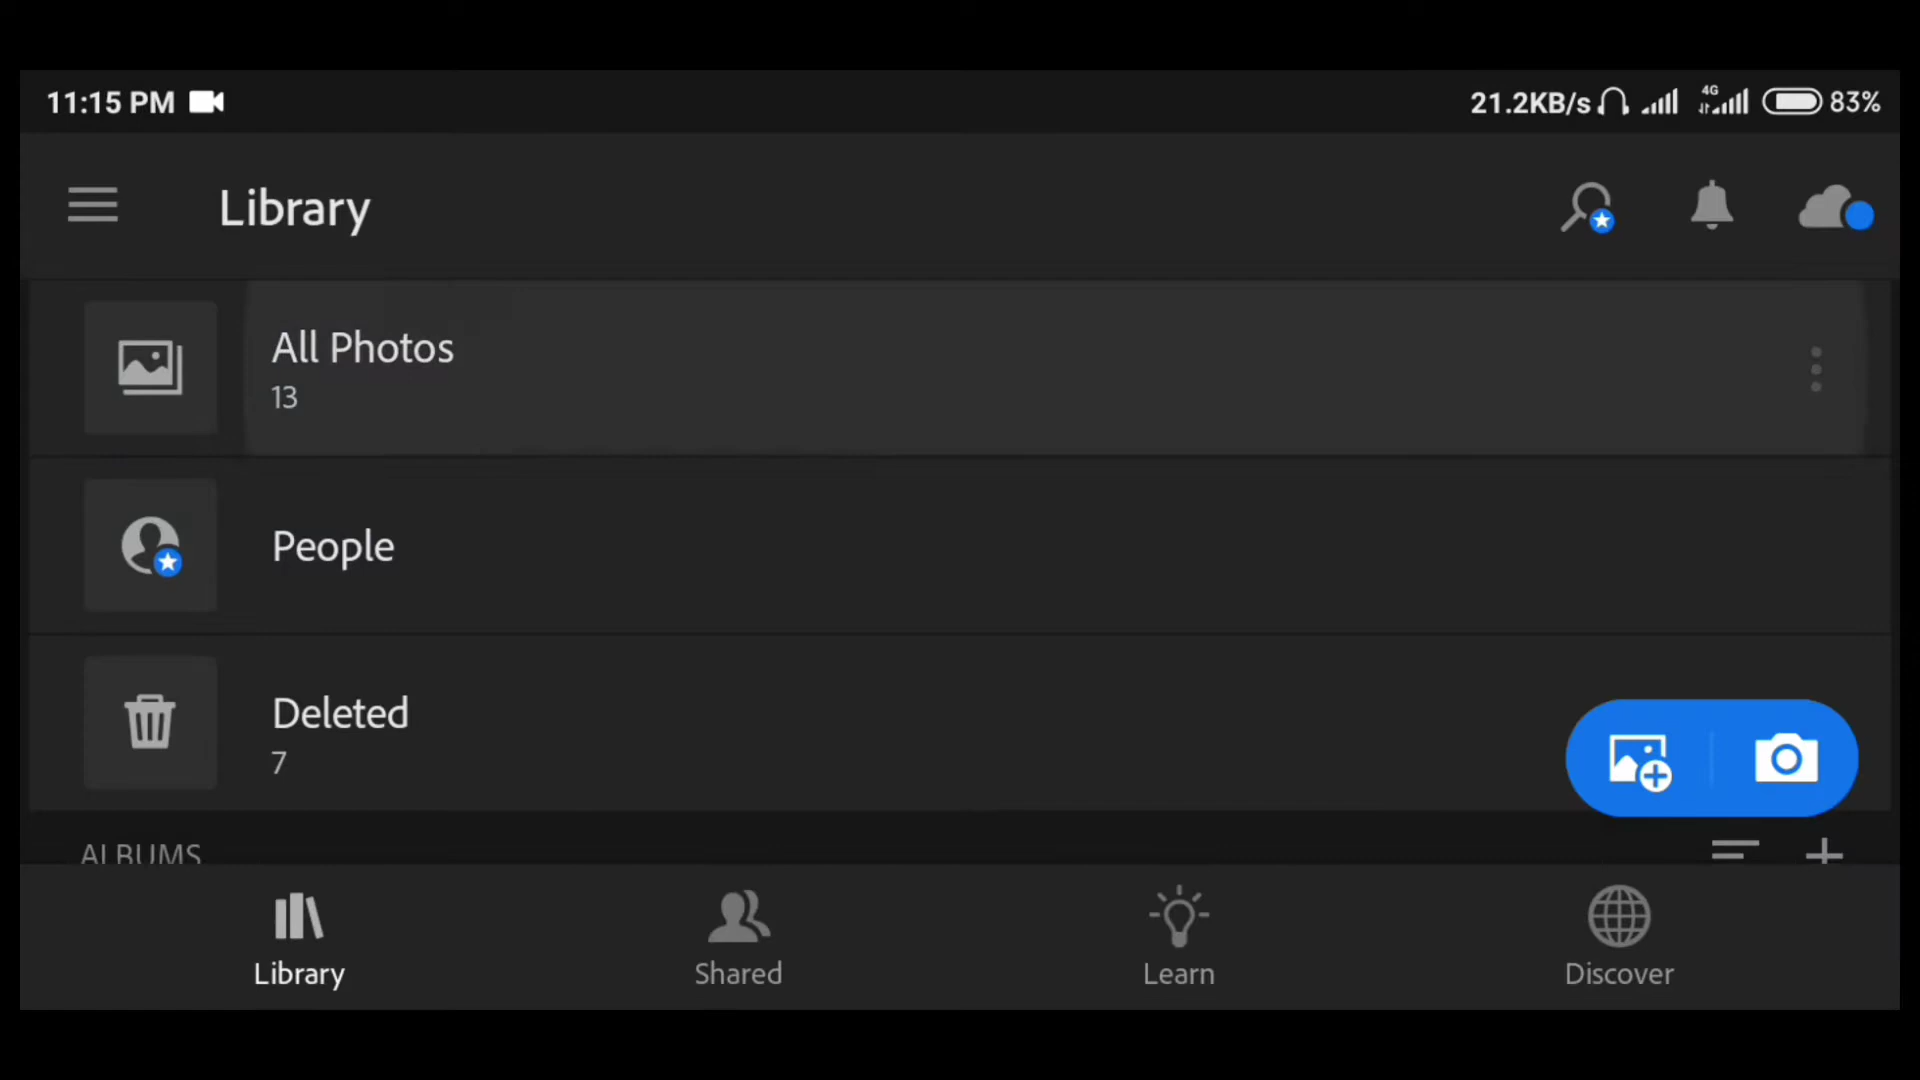 11:15 PM
21.2KB/s 4G 83%
Library
All Photos
13
People
Deleted
7
ALBUMS
Library
Shared
Learn
Discover